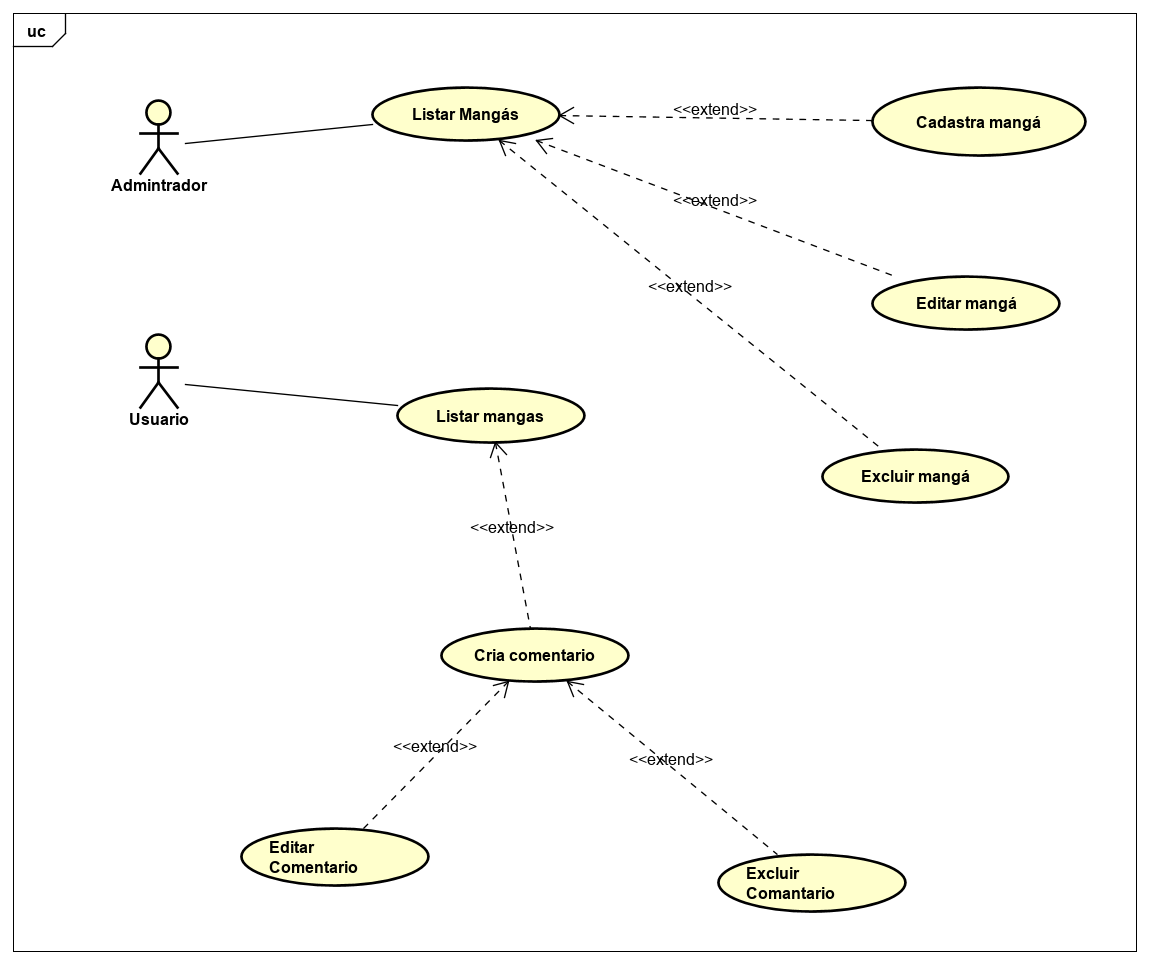 uc
Listar Mangás
<<extend>>
Cadastra mangá
Admintrador
<<extend>>
<<extend>>
Editar mangá
Usuario
Listar mangas
Excluir mangá
<<extend>>
Cria comentario
<<extend>>
<<extend>>
Editar
Comentario
Excluir
Comantario